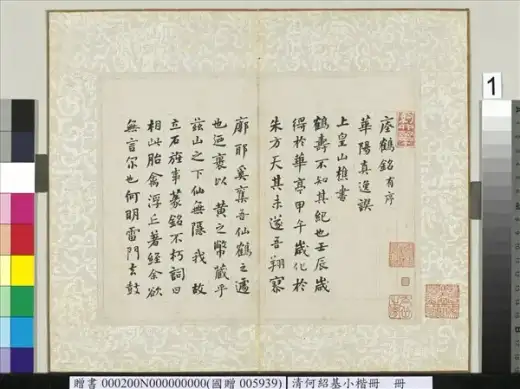 瘞鶴銘 有序
華陽真逸譔
上皇山樵書
鶴壽不知其紀也壬辰歲
得於華亭甲午歲化於
朱方天其未遂吾翔寥
廓耶奚奪吾仙鶴之遽
也迺裹以黃之幣藏乎
茲山之下仙家無隱我故
立石旌事篆銘不朽詞曰
相此胎禽浮丘著經余欲
無言爾也何明雷門去鼓
1
贈書 000200N000000000(國贈 005939)
清何紹基小楷冊 冊